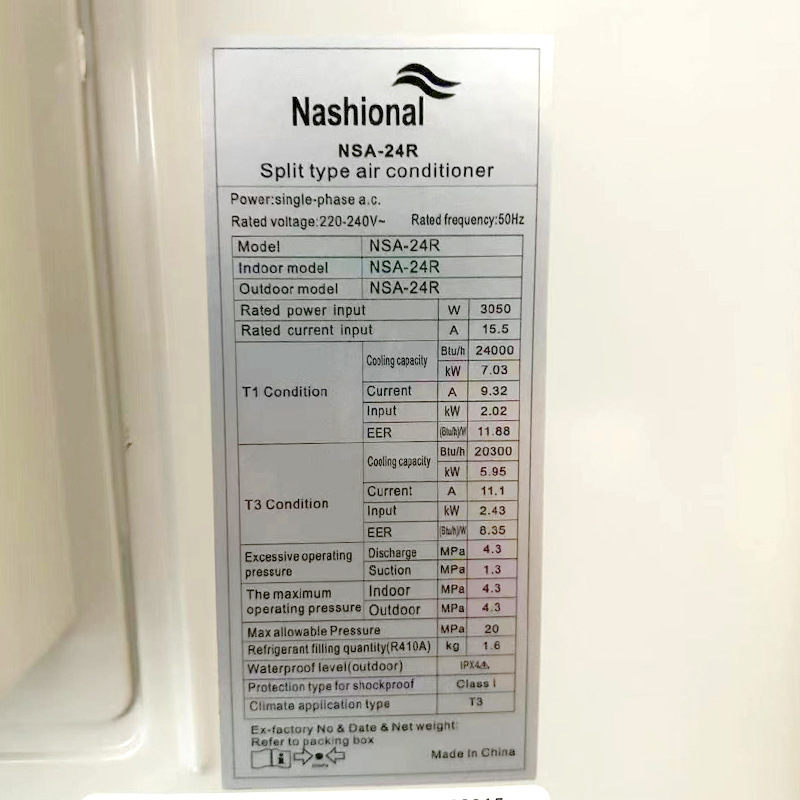 Nashional
NSA-24R
Split type air conditioner
Power:single-phase a.c.
Rated voltage:220-240V~ Rated frequency:50Hz
Model NSA-24R
Indoor model NSA-24R
Outdoor model NSA-24R
Rated power input W 3050
Rated current input A 15.5
T1 Condition Cooling capacity Btu/h 24000
kW 7.03
Current A 9.32
Input kW 2.02
EER (Btu/h)/W 11.88
T3 Condition Cooling capacity Btu/h 20300
kW 5.95
Current A 11.1
Input kW 2.43
EER (Btu/h)/W 8.35
Excessive operating pressure Discharge MPa 4.3
Suction MPa 1.3
The maximum operating pressure Indoor MPa 4.3
Outdoor MPa 4.3
Max allowable Pressure MPa 20
Refrigerant filling quantity(R410A) kg 1.6
Waterproof level(outdoor) IPX4
Protection type for shockproof Class I
Climate application type T3
Ex-factory No & Date & Net weight:
Refer to packing box
Made In China